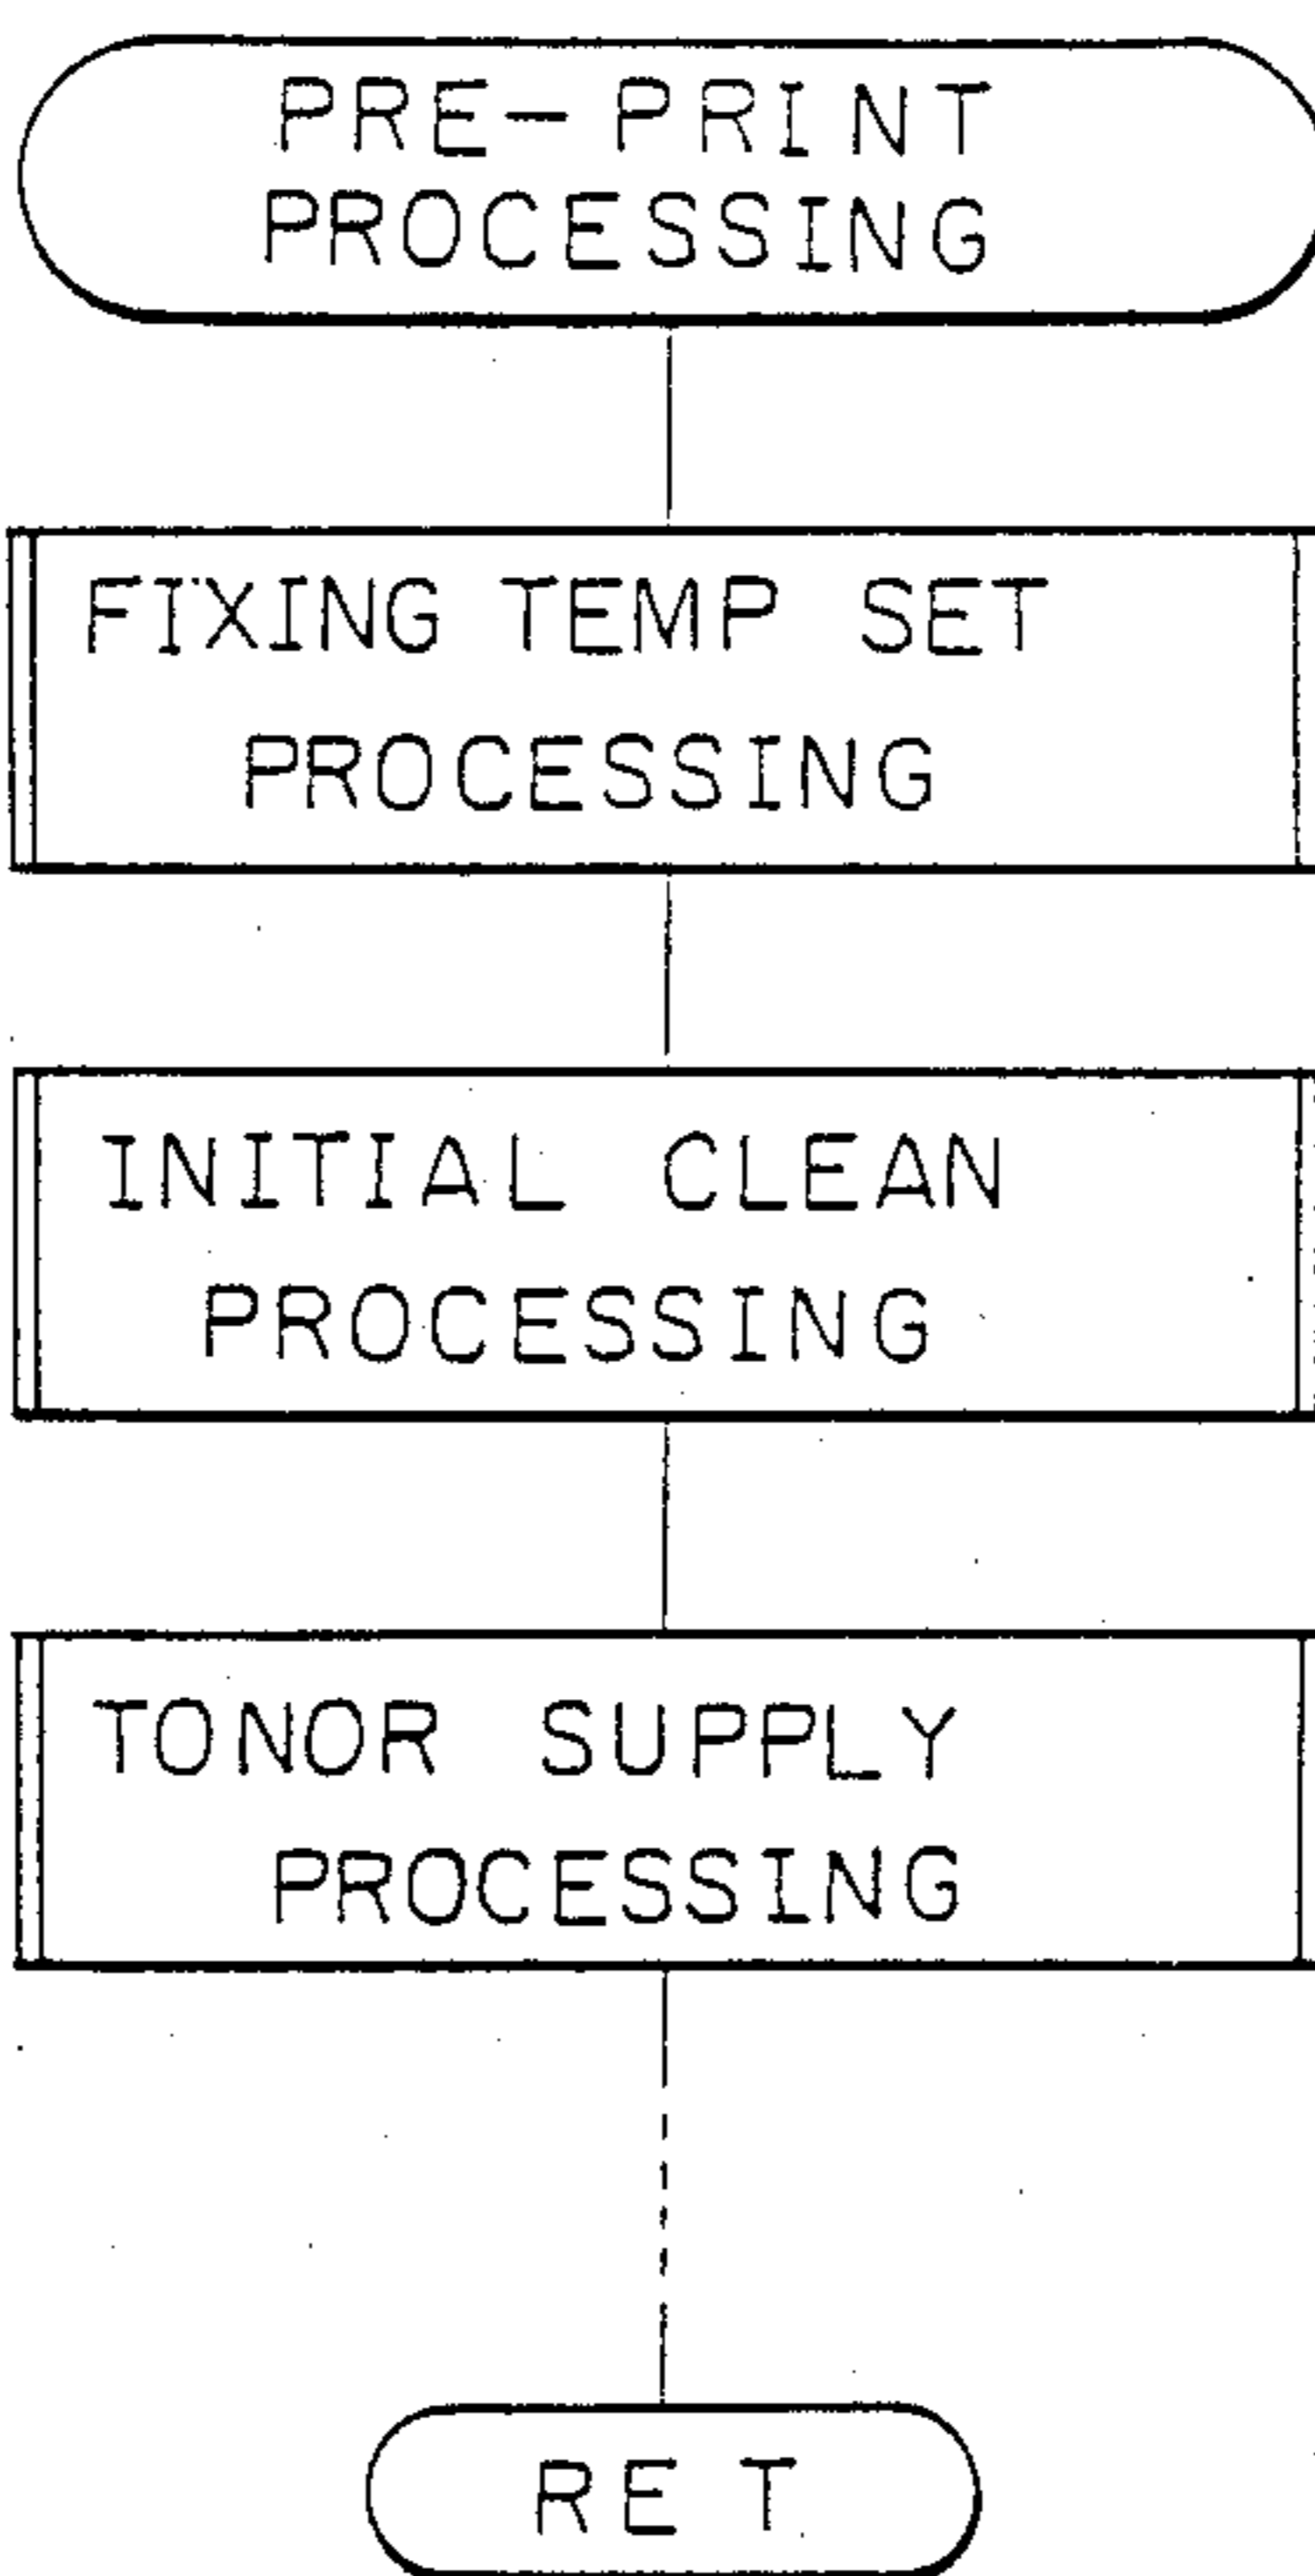 PRE-PRINT
PROCESSING
FIXING TEMP SET
PROCESSING
INITIAL CLEAN
PROCESSING
TONOR SUPPLY
PROCESSING
RET